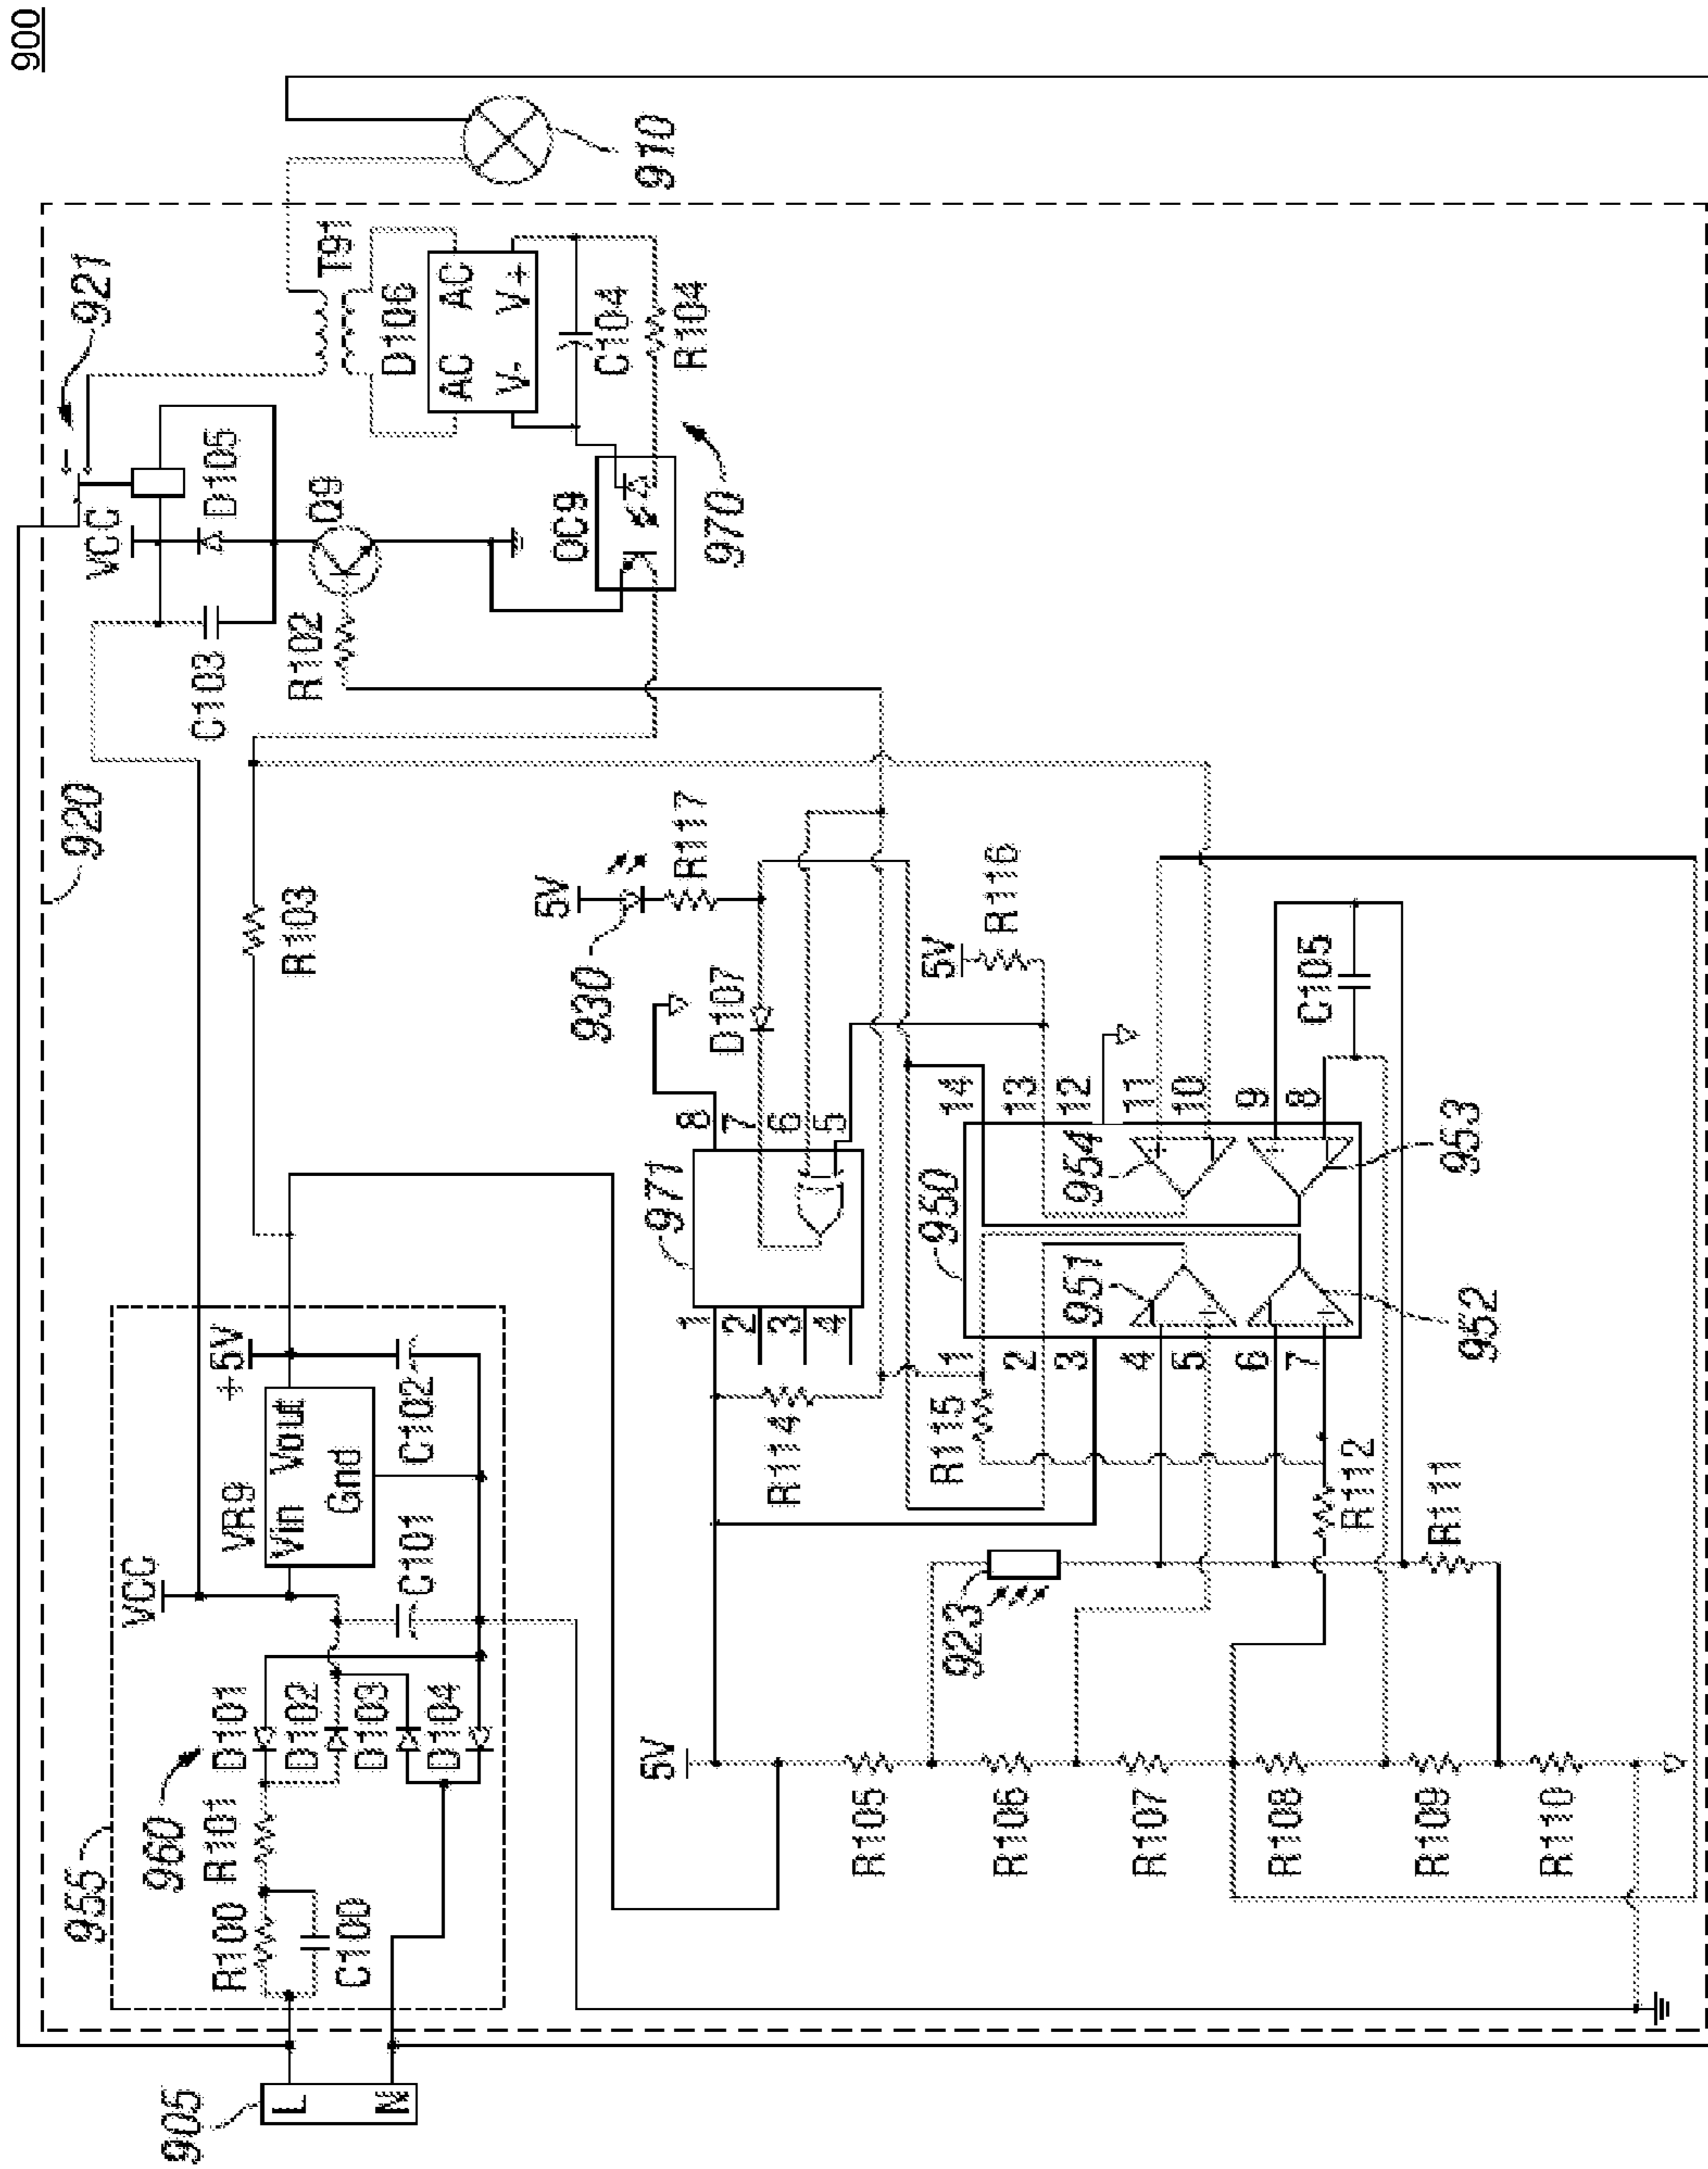 900
921
T91
910
920
VCC
D105
C103
R102
Q9
D106
AC AC
V- V+
C104
R104
OC9
970
R103
955
960
R100
C100
R101
D101
D102
D103
D104
VCC
VR9
Vin Vout
Gnd
+5V
C101
C102
905
L
N
971
1
2
3
4
8
7
6
5
5V
930
R117
D107
5V
R116
R114
R115
950
1
2
3
4
5
6
7
14
13
12
11
10
9
8
951
952
953
954
+
+
C105
5V
923
R112
R111
R105
R106
R107
R108
R109
R110